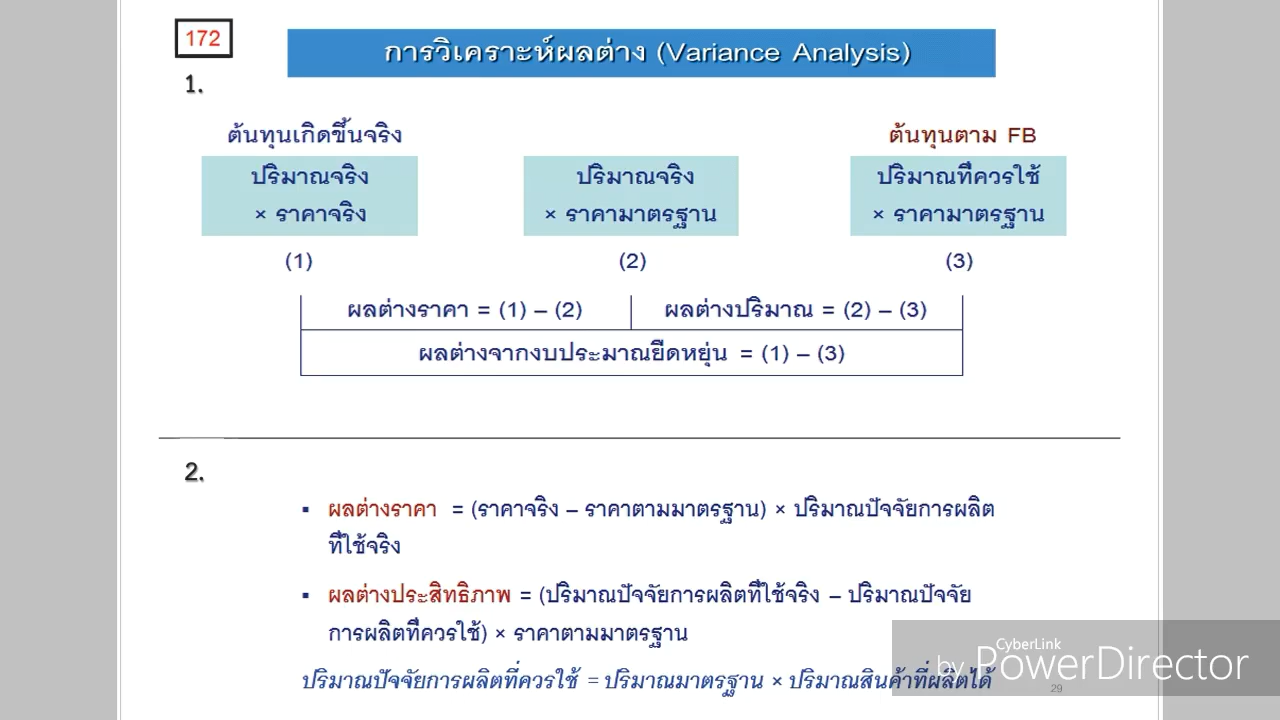 172
การวิเคราะห์ผลต่าง (Variance Analysis)
1.
ต้นทุนเกิดขึ้นจริง
ต้นทุนตาม FB
ปริมาณจริง
× ราคาจริง
ปริมาณจริง
× ราคามาตรฐาน
ปริมาณที่ควรใช้
× ราคามาตรฐาน
(1)
(2)
(3)
ผลต่างราคา = (1) – (2)
ผลต่างปริมาณ = (2) – (3)
ผลต่างจากงบประมาณยืดหยุ่น = (1) – (3)
2.
▪ ผลต่างราคา = (ราคาจริง – ราคาตามมาตรฐาน) × ปริมาณปัจจัยการผลิต
ที่ใช้จริง
▪ ผลต่างประสิทธิภาพ = (ปริมาณปัจจัยการผลิตที่ใช้จริง – ปริมาณปัจจัย
การผลิตที่ควรใช้) × ราคาตามมาตรฐาน
ปริมาณปัจจัยการผลิตที่ควรใช้ = ปริมาณมาตรฐาน × ปริมาณสินค้าที่ผลิตได้
CyberLink
by PowerDirector
29